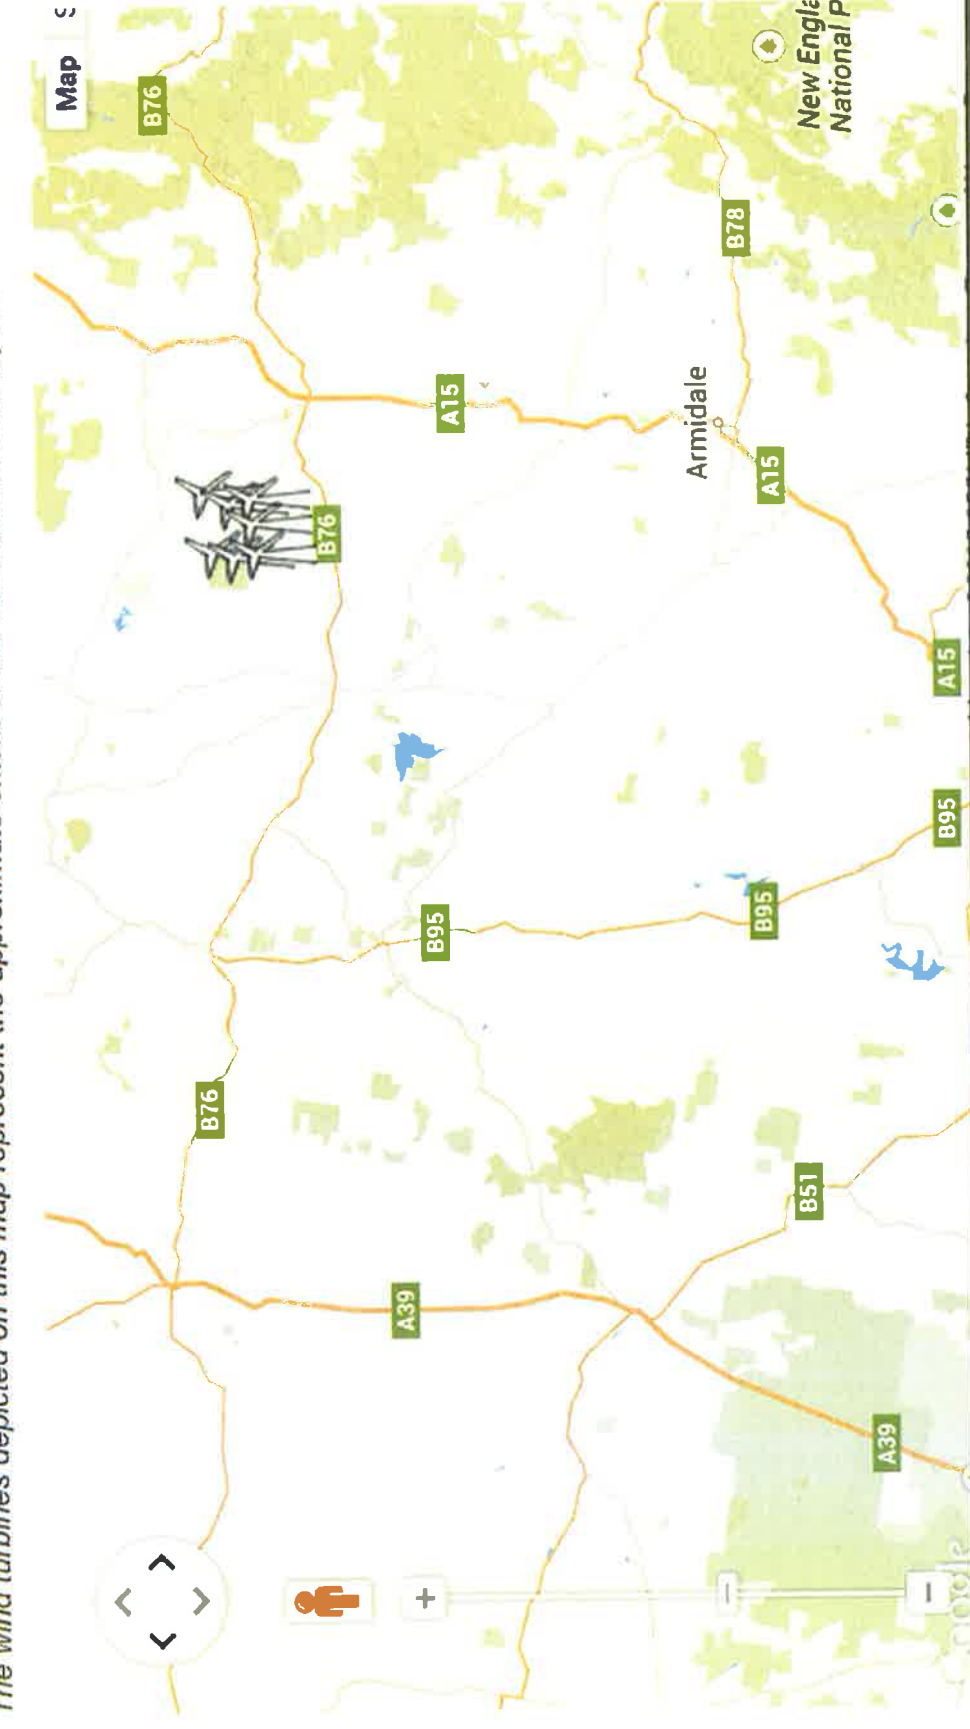 The wind turbines depicted on this map represent the approximate
Map S
B76
New Engla
National P
B78
A15
Armidale
A15
B76
A15
B95
B95
B95
B76
B51
A39
A39